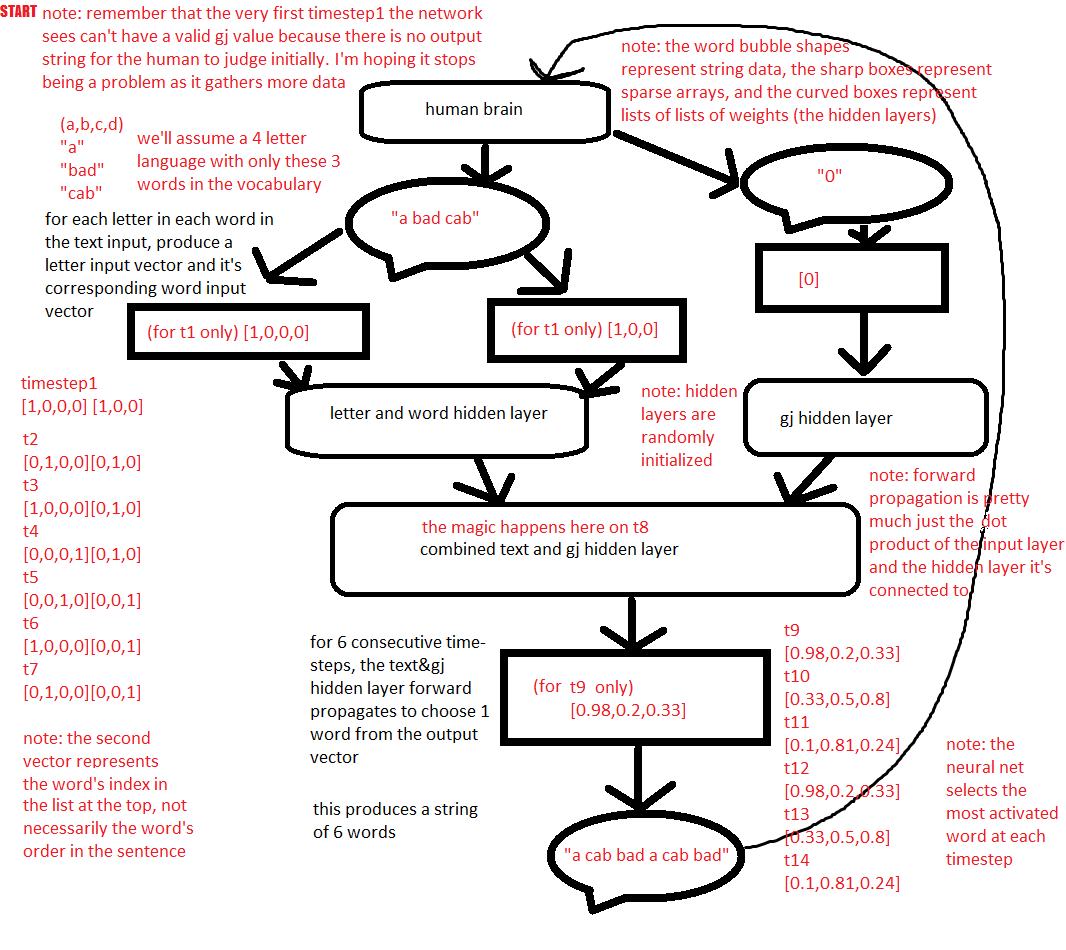 START note: remember that the very first timestep1 the network
sees can't have a valid gj value because there is no output
string for the human to judge initially. I'm hoping it stops
being a problem as it gathers more data
note: the word bubble shapes
represent string data, the sharp boxes represent
sparse arrays, and the curved boxes represent
lists of lists of weights (the hidden layers)
human brain
(a,b,c,d)
"a"
"bad"
"cab"
we'll assume a 4 letter
language with only these 3
words in the vocabulary
"a bad cab"
"0"
for each letter in each word in
the text input, produce a
letter input vector and it's
corresponding word input
vector
(for t1 only) [1,0,0,0]
(for t1 only) [1,0,0]
[0]
timestep1
[1,0,0,0] [1,0,0]
t2
[0,1,0,0][0,1,0]
t3
[1,0,0,0][0,1,0]
t4
[0,0,0,1][0,1,0]
t5
[0,0,1,0][0,0,1]
t6
[1,0,0,0][0,0,1]
t7
[0,1,0,0][0,0,1]
letter and word hidden layer
note: hidden
layers are
randomly
initialized
gj hidden layer
note: forward
propagation is pretty
much just the dot
product of the input layer
and the hidden layer it's
connected to
the magic happens here on t8
combined text and gj hidden layer
for 6 consecutive time-
steps, the text&gj
hidden layer forward
propagates to choose 1
word from the output
vector
this produces a string
of 6 words
(for t9 only)
[0.98,0.2,0.33]
t9
[0.98,0.2,0.33]
t10
[0.33,0.5,0.8]
t11
[0.1,0.81,0.24]
t12
[0.98,0.2,0.33]
t13
[0.33,0.5,0.8]
t14
[0.1,0.81,0.24]
note: the
neural net
selects the
most activated
word at each
timestep
note: the second
vector represents
the word's index in
the list at the top, not
necessarily the word's
order in the sentence
"a cab bad a cab bad"